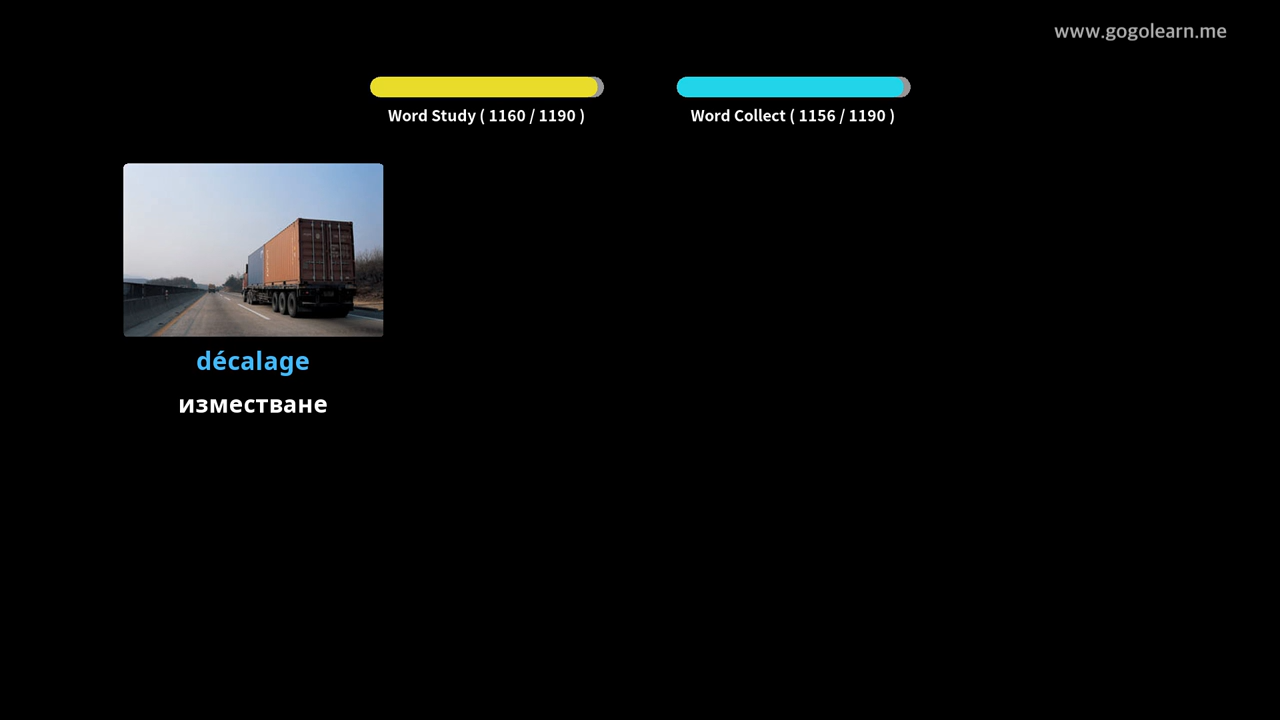 www.gogolearn.me
Word Study ( 1160 / 1190 )
Word Collect ( 1156 / 1190 )
décalage
изместване